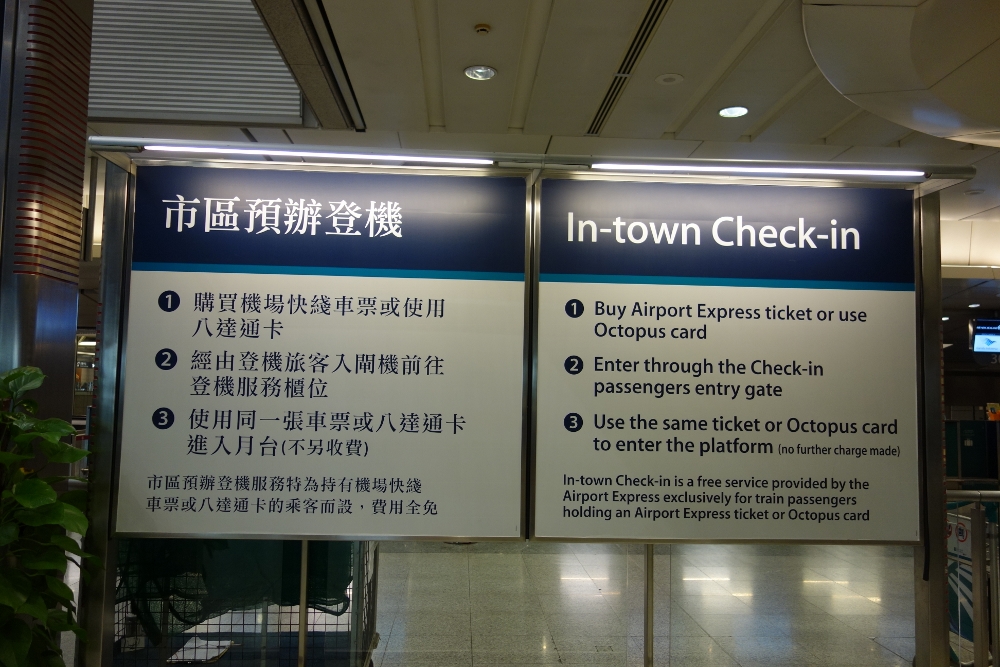 市區預辦登機
1 購買機場快綫車票或使用
八達通卡
2 經由登機旅客入閘機前往
登機服務櫃位
3 使用同一張車票或八達通卡
進入月台(不另收費)
市區預辦登機服務特為持有機場快綫
車票或八達通卡的乘客而設，費用全免
In-town Check-in
1 Buy Airport Express ticket or use
Octopus card
2 Enter through the Check-in
passengers entry gate
3 Use the same ticket or Octopus card
to enter the platform (no further charge made)
In-town Check-in is a free service provided by the
Airport Express exclusively for train passengers
holding an Airport Express ticket or Octopus card